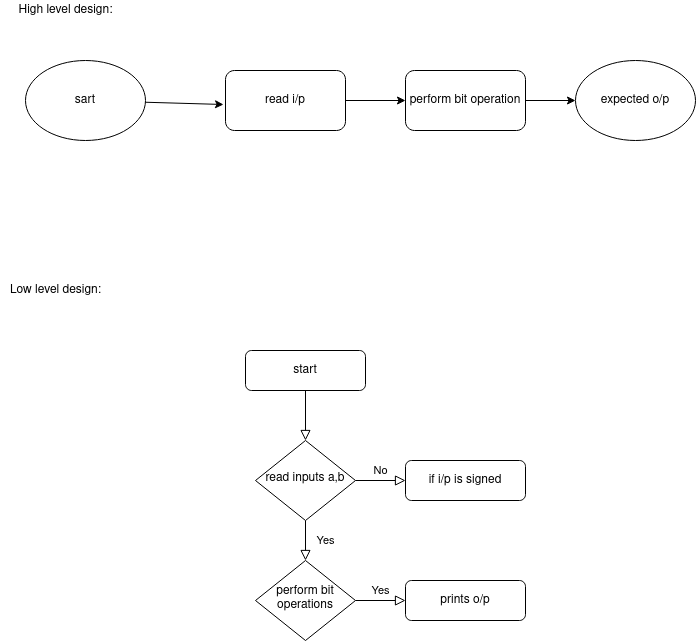 High level design:
sart
read i/p
perform bit operation
expected o/p
Low level design:
start
read inputs a,b
No
if i/p is signed
Yes
perform bit
operations
Yes
prints o/p